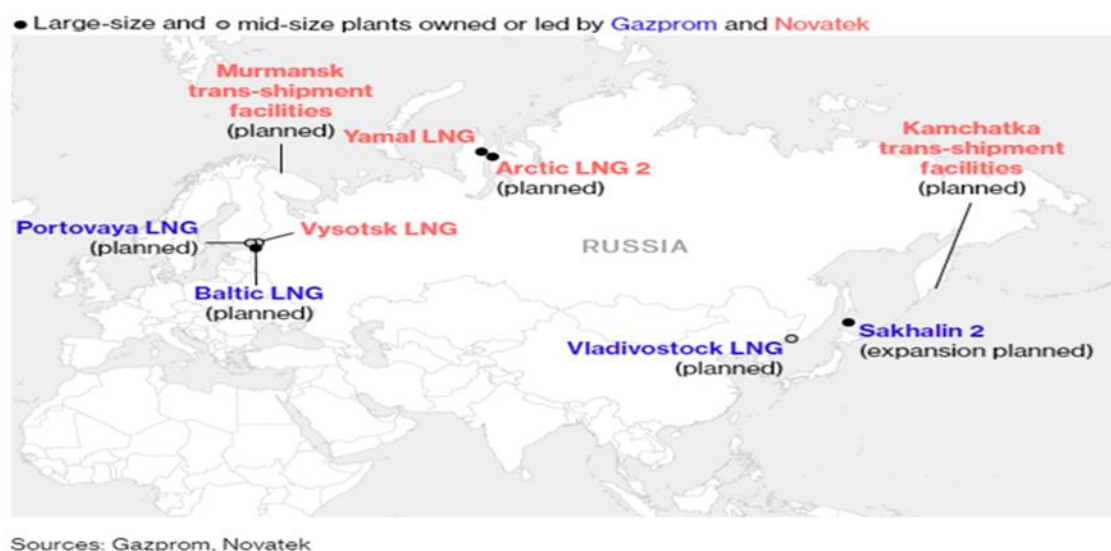 ● Large-size and ○ mid-size plants owned or led by Gazprom and Novatek
Murmansk
trans-shipment
facilities
(planned)
Yamal LNG
Arctic LNG 2
(planned)
Kamchatka
trans-shipment
facilities
(planned)
Portovaya LNG
(planned)
Vysotsk LNG
RUSSIA
Baltic LNG
(planned)
Vladivostock LNG
(planned)
Sakhalin 2
(expansion planned)
Sources: Gazprom, Novatek